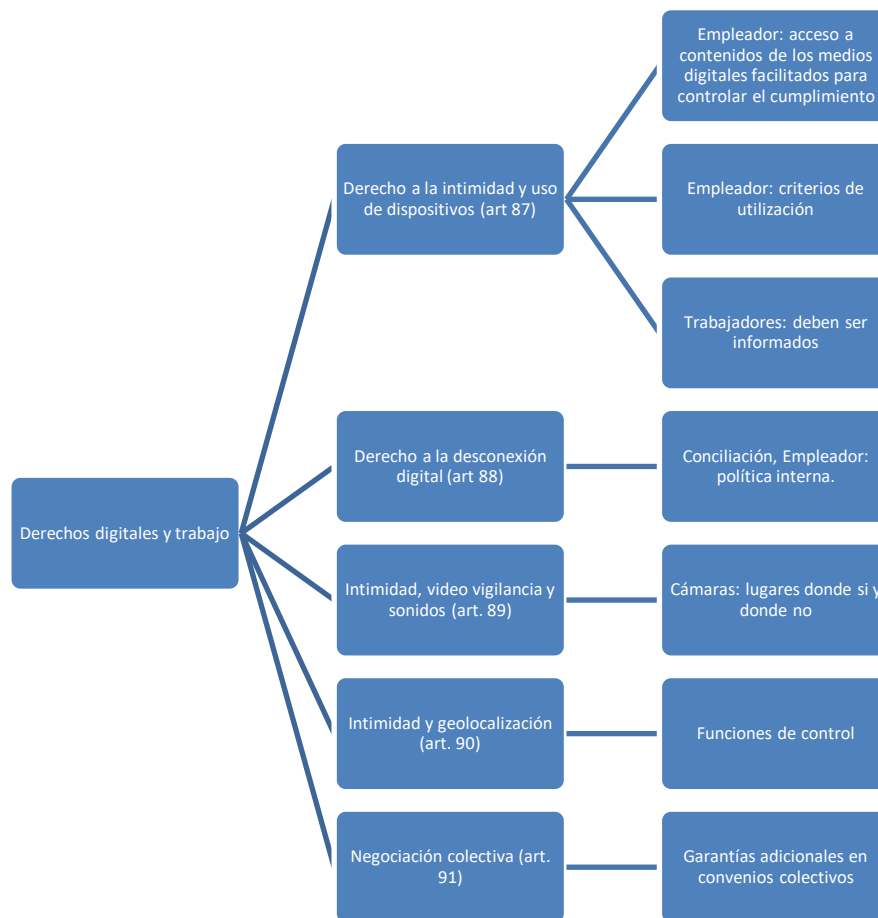 Empleador: acceso a
contenidos de los medios
digitales facilitados para
controlar el cumplimiento
Derecho a la intimidad y uso
de dispositivos (art 87)
Empleador: criterios de
utilización
Trabajadores: deben ser
informados
Derecho a la desconexión
digital (art 88)
Conciliación, Empleador:
política interna.
Derechos digitales y trabajo
Intimidad, video vigilancia y
sonidos (art. 89)
Cámaras: lugares donde si y
donde no
Intimidad y geolocalización
(art. 90)
Funciones de control
Negociación colectiva (art.
91)
Garantías adicionales en
convenios colectivos